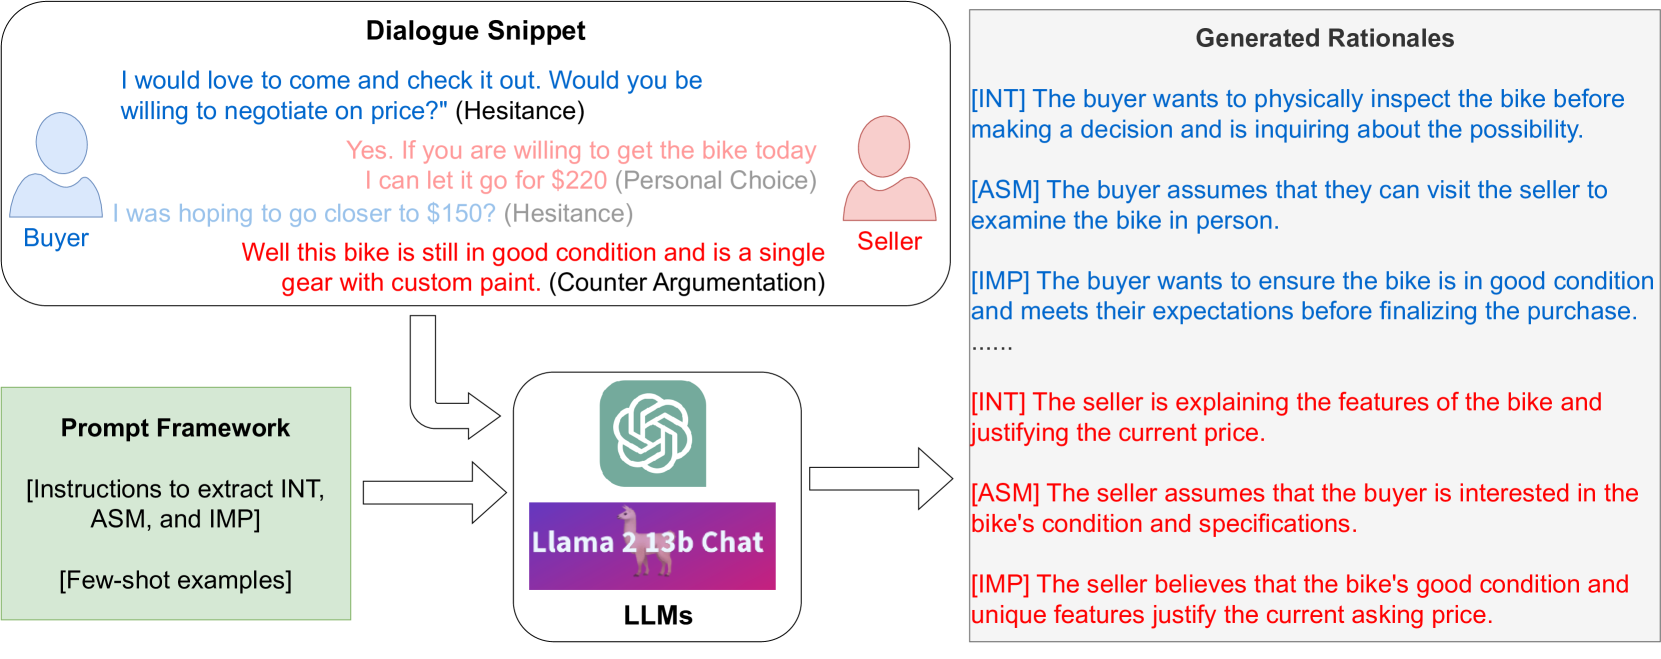 Dialogue Snippet
I would love to come and check it out. Would you be
willing to negotiate on price?" (Hesitance)
Yes. If you are willing to get the bike today
I can let it go for $220 (Personal Choice)
I was hoping to go closer to $150? (Hesitance)
Buyer
Seller
Well this bike is still in good condition and is a single
gear with custom paint. (Counter Argumentation)
Prompt Framework
[Instructions to extract INT,
ASM, and IMP]
[Few-shot examples]
Llama 2 13b Chat
LLMs
Generated Rationales
[INT] The buyer wants to physically inspect the bike before
making a decision and is inquiring about the possibility.
[ASM] The buyer assumes that they can visit the seller to
examine the bike in person.
[IMP] The buyer wants to ensure the bike is in good condition
and meets their expectations before finalizing the purchase.
......
[INT] The seller is explaining the features of the bike and
justifying the current price.
[ASM] The seller assumes that the buyer is interested in the
bike's condition and specifications.
[IMP] The seller believes that the bike's good condition and
unique features justify the current asking price.